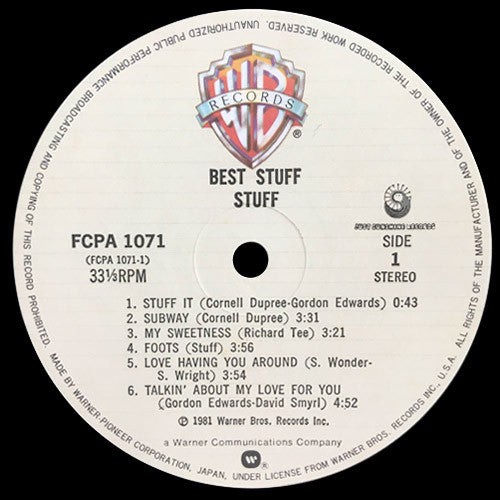 ALL RIGHTS OF THE MANUFACTURER AND OF THE OWNER OF THE RECORDED WORK RESERVED. UNAUTHORIZED PUBLIC PERFORMANCE BROADCASTING AND COPYING OF THIS RECORD PROHIBITED.
WB
RECORDS
®
BEST STUFF
STUFF
JUST SUNSHINE RECORDS
FCPA 1071
(FCPA 1071-1)
33⅓RPM
SIDE
1
STEREO
1. STUFF IT (Cornell Dupree-Gordon Edwards) 0:43
2. SUBWAY (Cornell Dupree) 3:31
3. MY SWEETNESS (Richard Tee) 3:21
4. FOOTS (Stuff) 3:56
5. LOVE HAVING YOU AROUND (S. Wonder-
S. Wright) 3:54
6. TALKIN' ABOUT MY LOVE FOR YOU
(Gordon Edwards-David Smyrl) 4:52
℗ 1981 Warner Bros. Records Inc.
a Warner Communications Company
W
®
MADE BY WARNER-PIONEER CORPORATION, JAPAN, UNDER LICENSE FROM WARNER BROS. RECORDS INC., U.S.A.